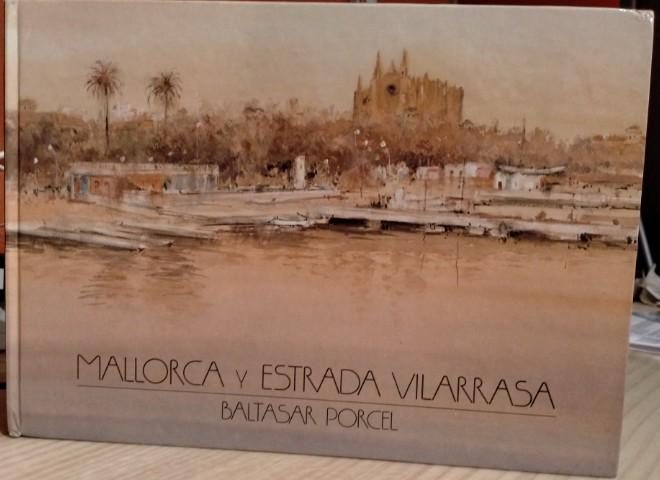 MALLORCA Y ESTRADA VILARRASA
BALTASAR PORCEL